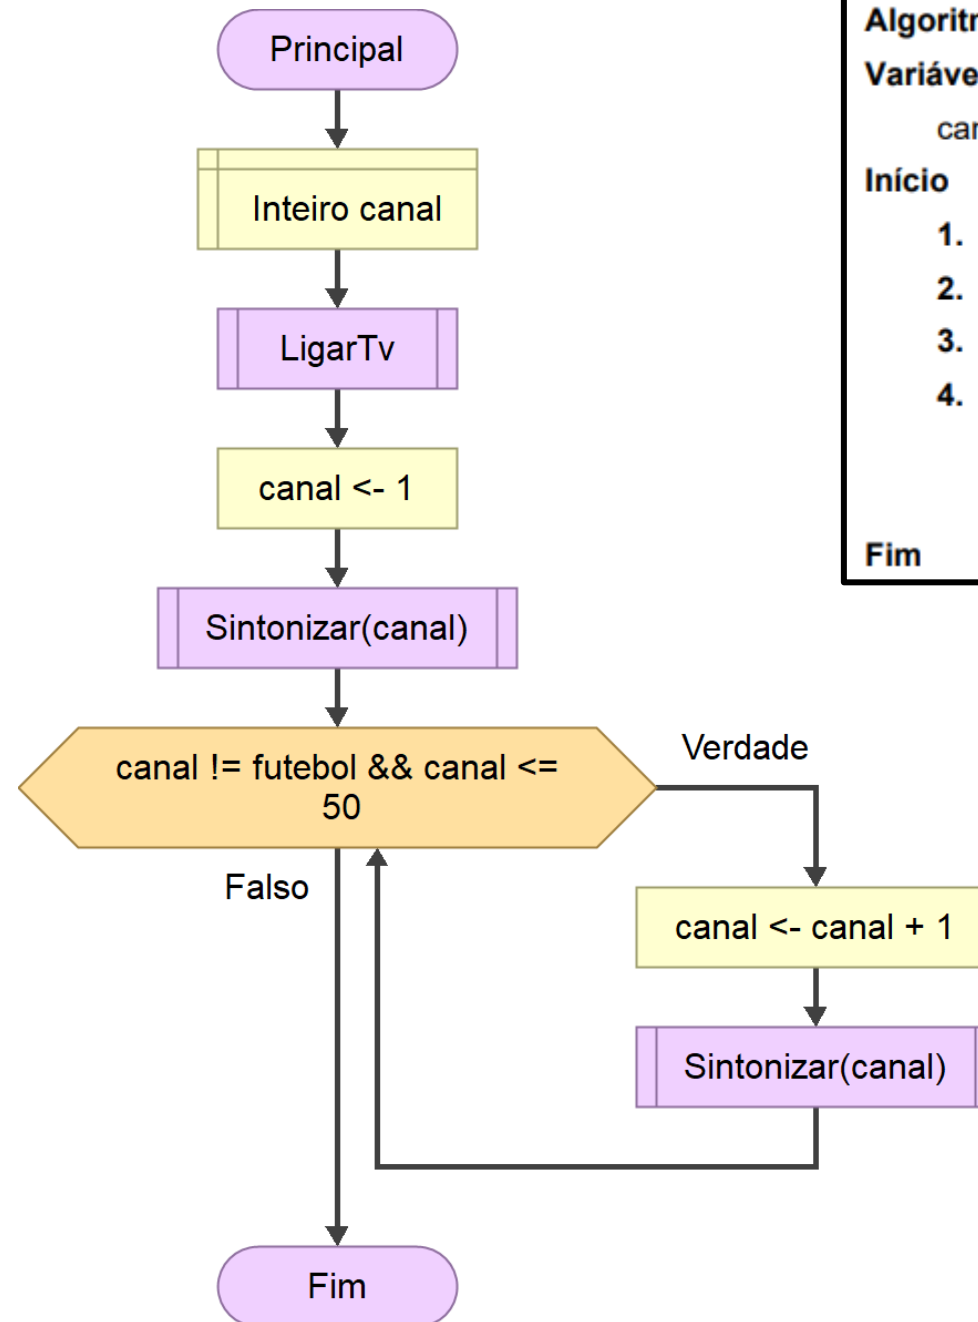 Principal
Inteiro canal
LigarTv
canal <- 1
Sintonizar(canal)
canal != futebol && canal <=
50
Verdade
Falso
canal <- canal + 1
Sintonizar(canal)
Fim
Início
1.
2.
3.
4.
Fim